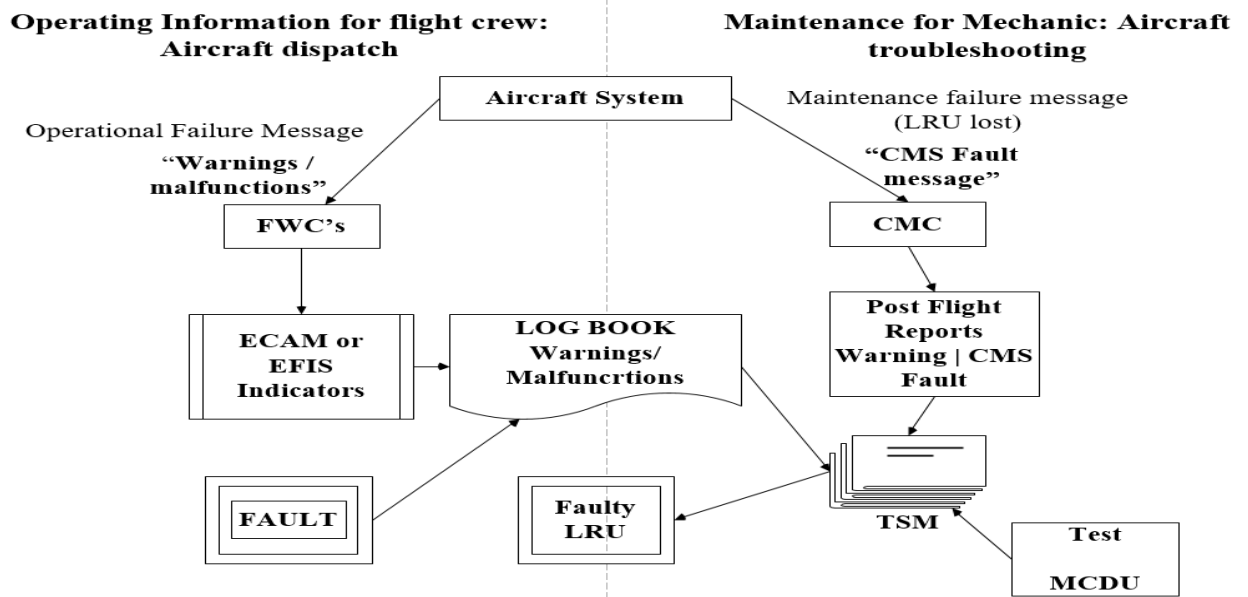 Operating Information for flight crew:
Aircraft dispatch
Maintenance for Mechanic: Aircraft
troubleshooting
Aircraft System
Operational Failure Message
“Warnings /
malfunctions”
Maintenance failure message
(LRU lost)
“CMS Fault
message”
FWC’s
CMC
ECAM or
EFIS
Indicators
LOG BOOK
Warnings/
Malfuncrtions
Post Flight
Reports
Warning | CMS
Fault
FAULT
Faulty
LRU
TSM
Test
MCDU